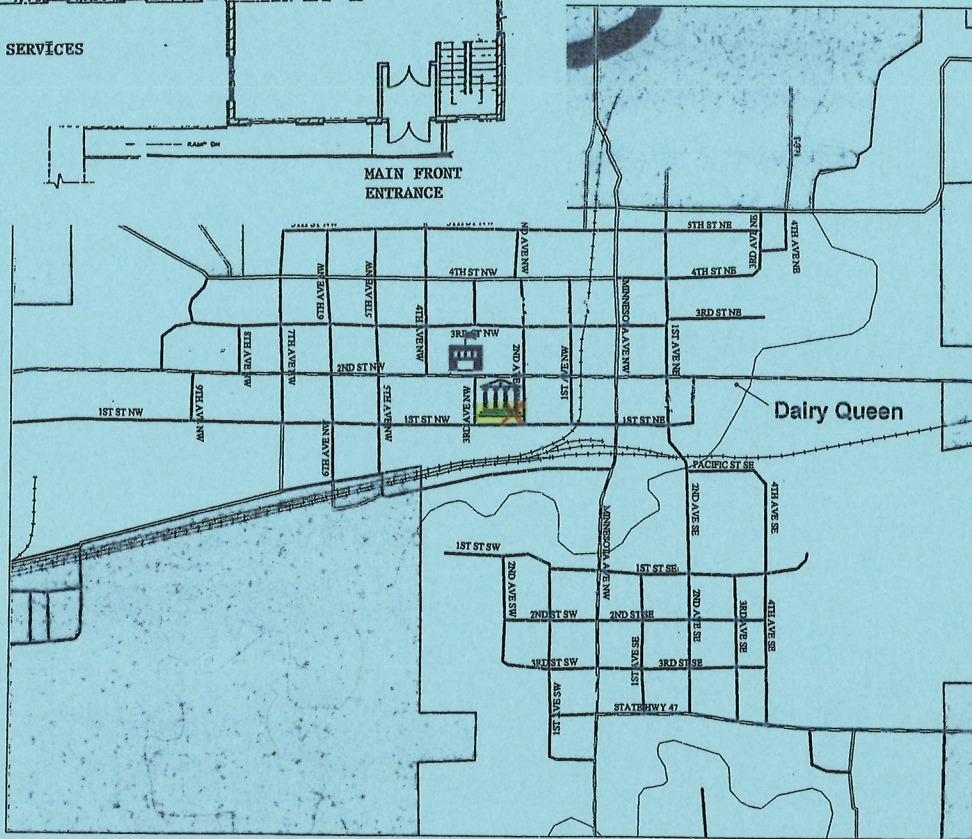 SERVICES
RAMP DN
MAIN FRONT
ENTRANCE
5TH ST NE
3RD AVE NE
4TH AVE NE
4TH ST NW
4TH ST NE
6TH AVE NW
5TH AVE NW
4TH AVE NW
MINNESOTA AVE NW
3RD ST NE
3RD ST NW
8TH AVE NW
7TH AVE NW
2ND AVE
1ST AVE NW
1ST AVE NE
2ND ST NW
9TH AVE NW
5TH AVE NW
3RD AVE NW
1ST ST NW
1ST ST NW
1ST ST NE
Dairy Queen
6TH AVE NW
PACIFIC ST SE
2ND AVE SE
4TH AVE SE
MINNESOTA AVE NW
1ST ST SW
1ST ST SE
2ND AVE SW
2ND ST SW
2ND ST SE
2ND AVE SE
3RD AVE SE
4TH AVE SE
1ST AVE SE
3RD ST SW
3RD ST SE
1ST AVE SW
STATE HWY 47